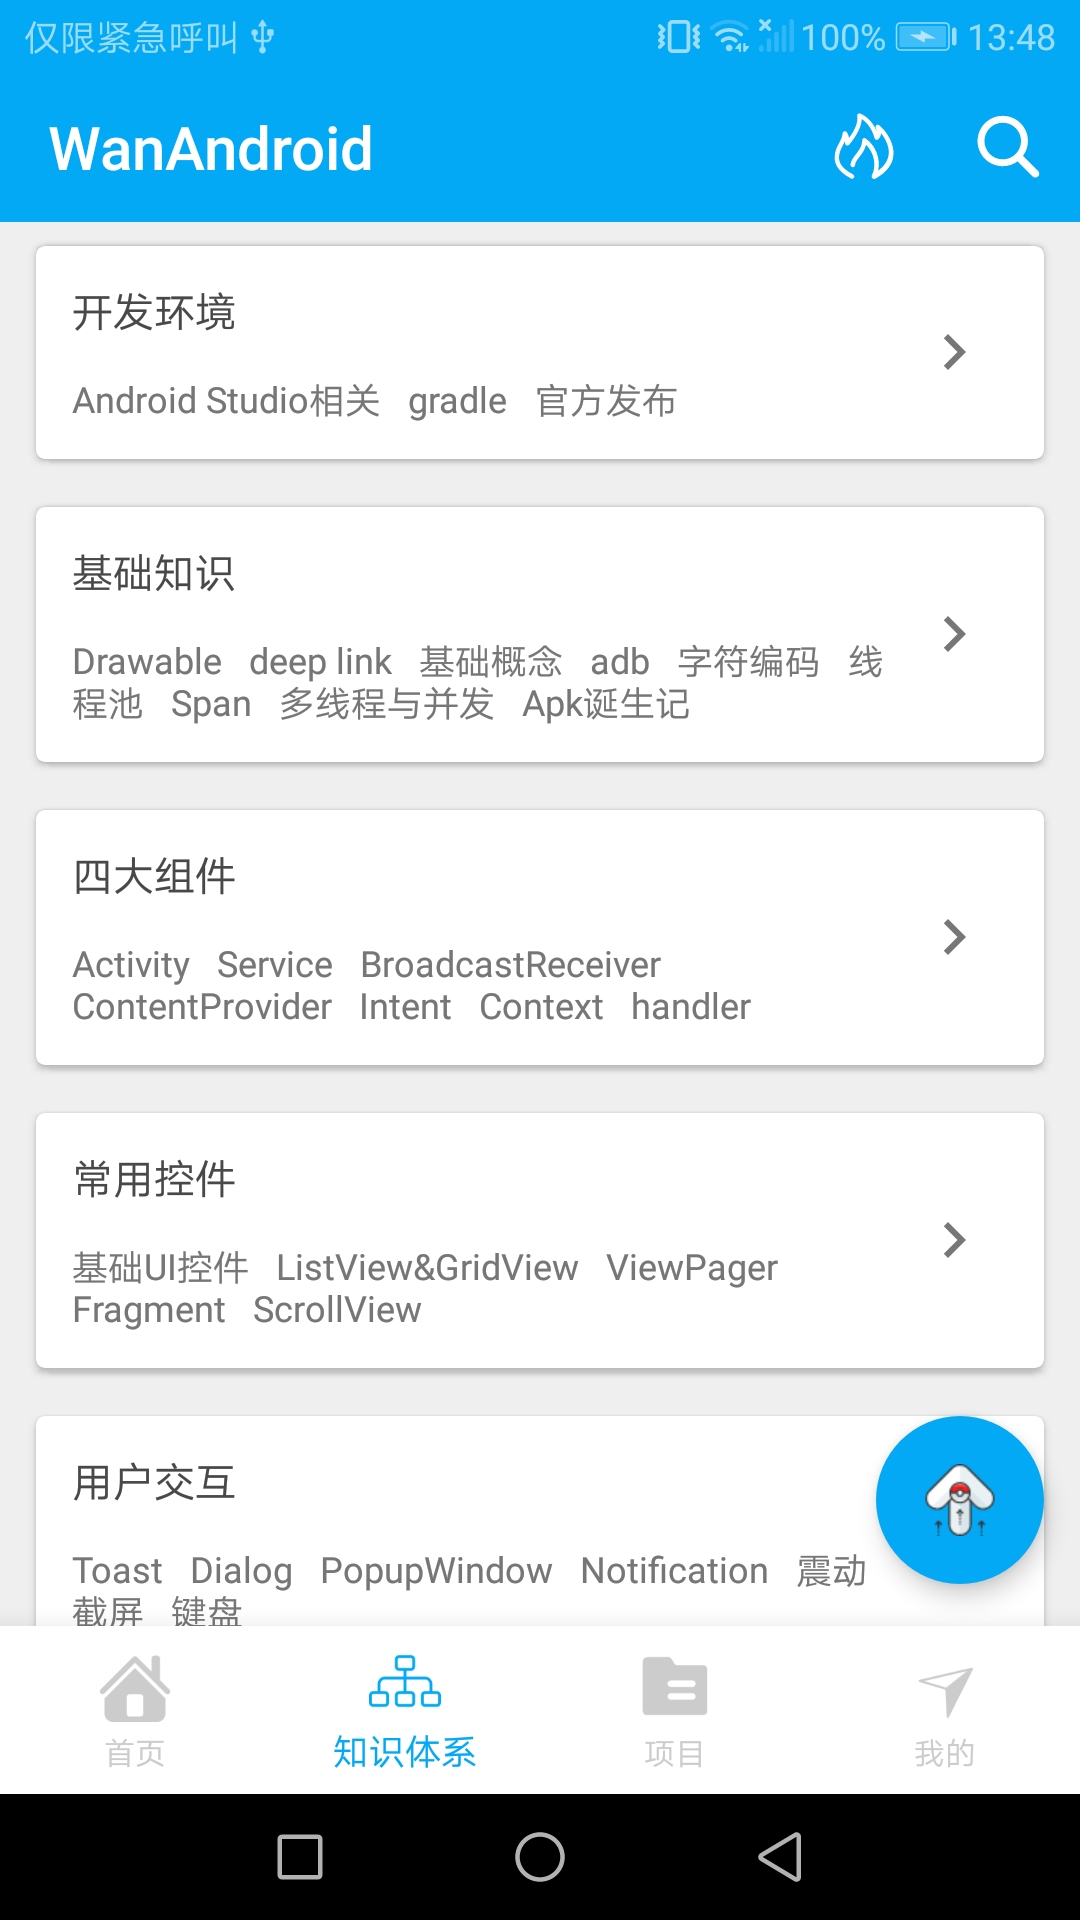 仅限紧急呼叫 100% 13:48
WanAndroid
开发环境
Android Studio相关 gradle 官方发布
基础知识
Drawable deep link 基础概念 adb 字符编码 线
程池 Span 多线程与并发 Apk诞生记
四大组件
Activity Service BroadcastReceiver
ContentProvider Intent Context handler
常用控件
基础UI控件 ListView&GridView ViewPager
Fragment ScrollView
用户交互
Toast Dialog PopupWindow Notification 震动
截屏 键盘
首页 知识体系 项目 我的